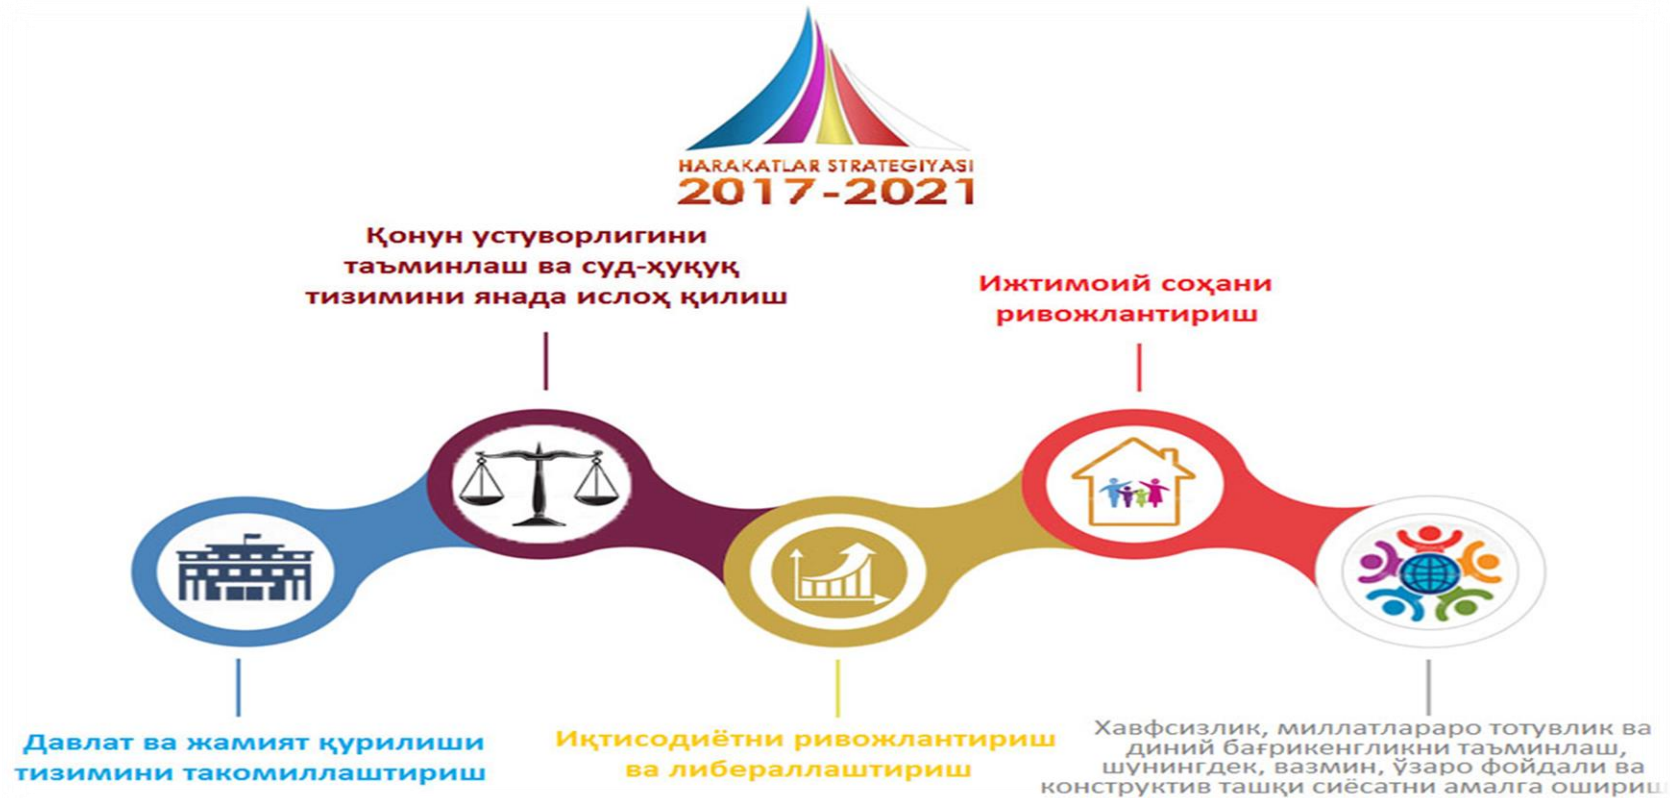 HARAKATLAR STRATEGIYASI
2017-2021
Қонун устуворлигини
таъминлаш ва суд-ҳуқуқ
тизимини янада ислоҳ қилиш
Ижтимоий соҳани
ривожлантириш
Давлат ва жамият қурилиши
тизимини такомиллаштириш
Иқтисодиётни ривожлантириш
ва либераллаштириш
Хавфсизлик, миллатлараро тотувлик ва
диний бағрикенгликни таъминлаш,
шунингдек, вазмин, ўзаро фойдали ва
конструктив ташқи сиёсатни амалга ошириш